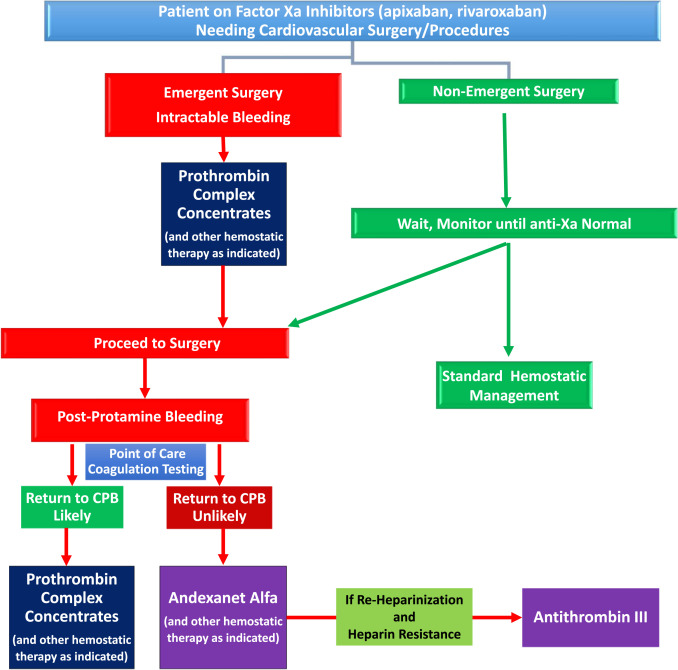 Patient on Factor Xa Inhibitors (apixaban, rivaroxaban)
Needing Cardiovascular Surgery/Procedures
Emergent Surgery
Intractable Bleeding
Non-Emergent Surgery
Prothrombin
Complex
Concentrates
(and other hemostatic
therapy as indicated)
Wait, Monitor until anti-Xa Normal
Proceed to Surgery
Standard Hemostatic
Management
Post-Protamine Bleeding
Point of Care
Coagulation Testing
Return to CPB
Likely
Return to CPB
Unlikely
Prothrombin
Complex
Concentrates
(and other hemostatic
therapy as indicated)
Andexanet Alfa
(and other hemostatic
therapy as indicated)
If Re-Heparinization
and
Heparin Resistance
Antithrombin III